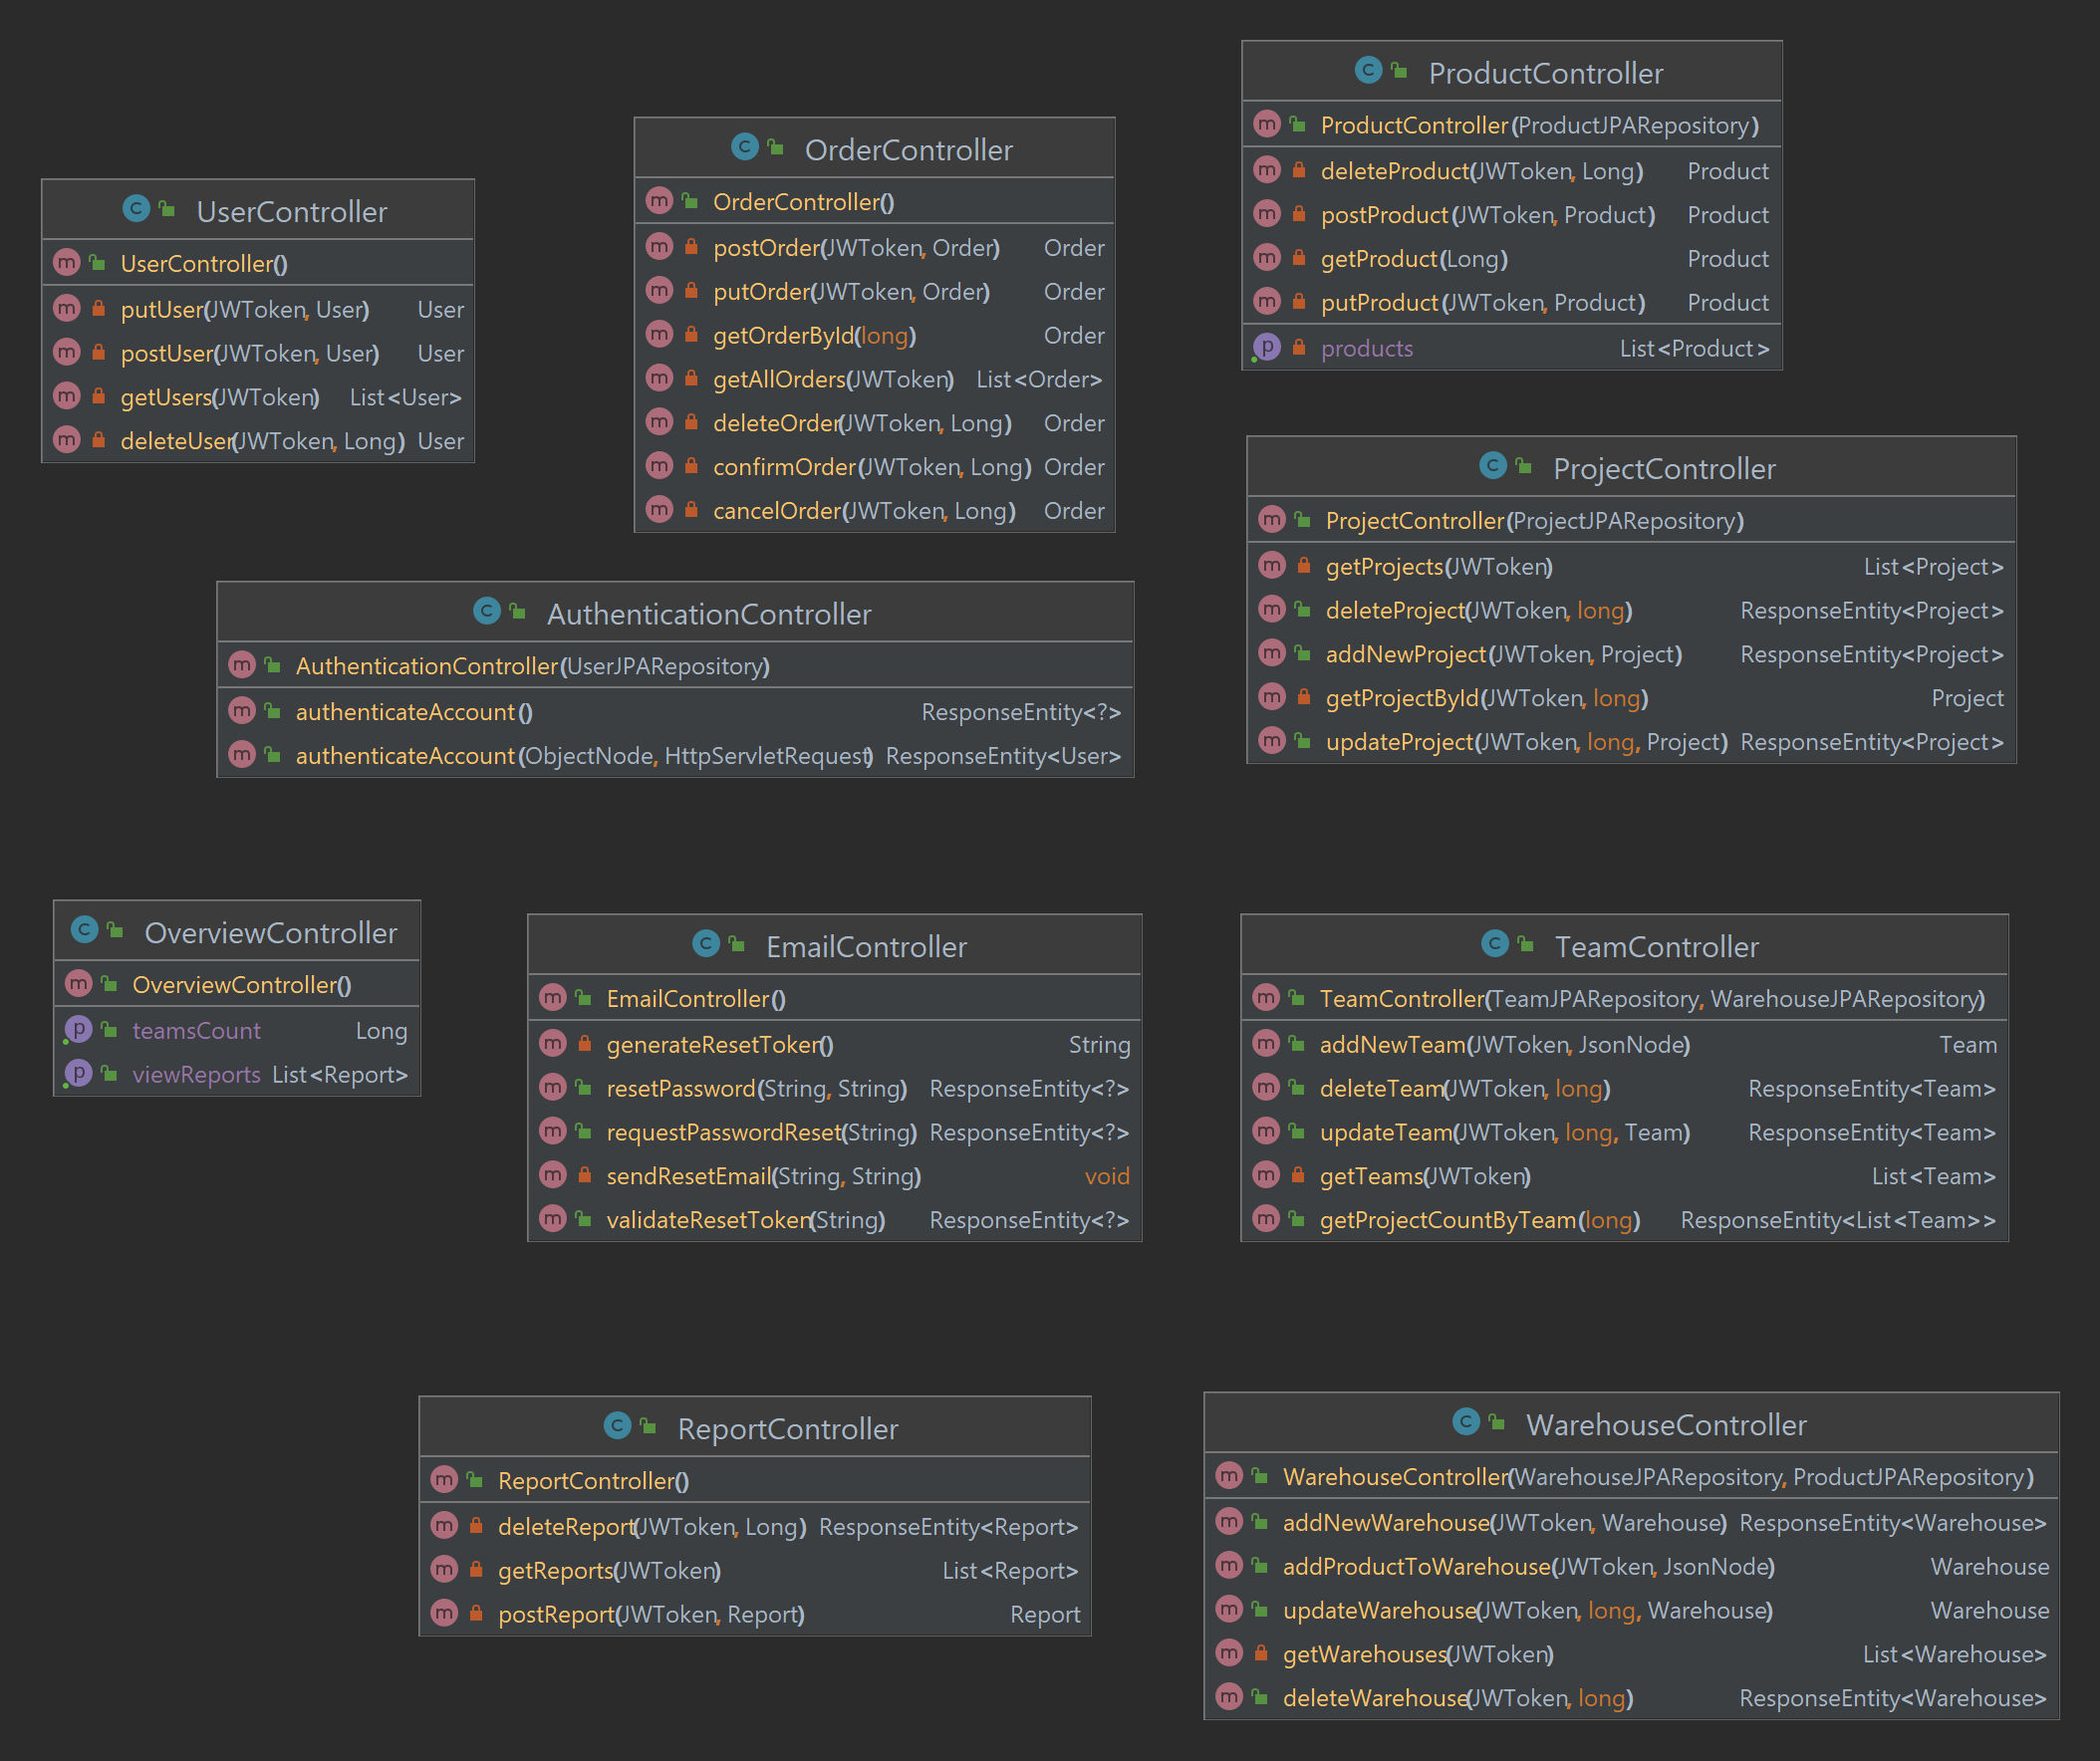 UserController
UserController()
putUser(JWToken, User) User
postUser(JWToken, User) User
getUsers(JWToken) List<User>
deleteUser(JWToken, Long) User
OrderController
OrderController()
postOrder(JWToken, Order) Order
putOrder(JWToken, Order) Order
getOrderById(long) Order
getAllOrders(JWToken) List<Order>
deleteOrder(JWToken, Long) Order
confirmOrder(JWToken, Long) Order
cancelOrder(JWToken, Long) Order
ProductController
ProductController(ProductJPARepository)
deleteProduct(JWToken, Long) Product
postProduct(JWToken, Product) Product
getProduct(Long) Product
putProduct(JWToken, Product) Product
products List<Product>
ProjectController
ProjectController(ProjectJPARepository)
getProjects(JWToken) List<Project>
deleteProject(JWToken, long) ResponseEntity<Project>
addNewProject(JWToken, Project) ResponseEntity<Project>
getProjectById(JWToken, long) Project
updateProject(JWToken, long, Project) ResponseEntity<Project>
AuthenticationController
AuthenticationController(UserJPARepository)
authenticateAccount() ResponseEntity<?>
authenticateAccount(ObjectNode, HttpServletRequest) ResponseEntity<User>
OverviewController
OverviewController()
teamsCount Long
viewReports List<Report>
EmailController
EmailController()
generateResetToken() String
resetPassword(String, String) ResponseEntity<?>
requestPasswordReset(String) ResponseEntity<?>
sendResetEmail(String, String) void
validateResetToken(String) ResponseEntity<?>
TeamController
TeamController(TeamJPARepository, WarehouseJPARepository)
addNewTeam(JWToken, JsonNode) Team
deleteTeam(JWToken, long) ResponseEntity<Team>
updateTeam(JWToken, long, Team) ResponseEntity<Team>
getTeams(JWToken) List<Team>
getProjectCountByTeam(long) ResponseEntity<List<Team>>
ReportController
ReportController()
deleteReport(JWToken, Long) ResponseEntity<Report>
getReports(JWToken) List<Report>
postReport(JWToken, Report) Report
WarehouseController
WarehouseController(WarehouseJPARepository, ProductJPARepository)
addNewWarehouse(JWToken, Warehouse) ResponseEntity<Warehouse>
addProductToWarehouse(JWToken, JsonNode) Warehouse
updateWarehouse(JWToken, long, Warehouse) Warehouse
getWarehouses(JWToken) List<Warehouse>
deleteWarehouse(JWToken, long) ResponseEntity<Warehouse>